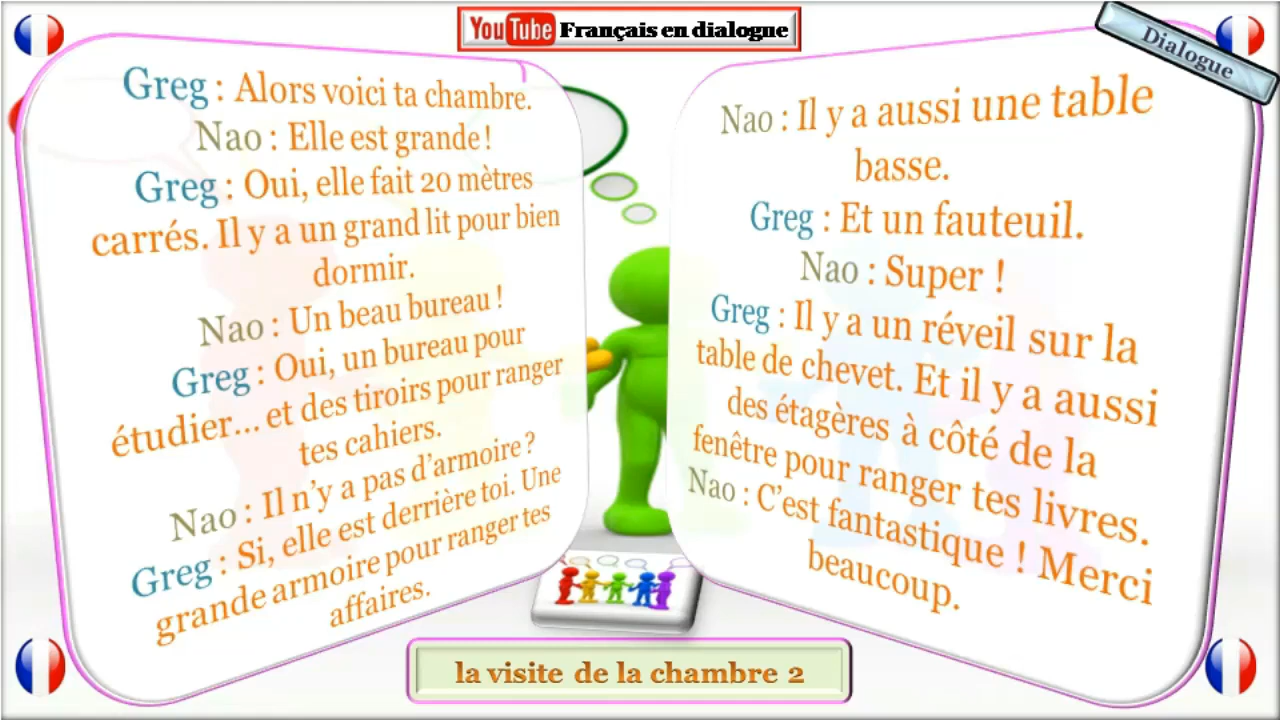 YouTube Français en dialogue
Dialogue
Greg : Alors voici ta chambre.
Nao : Elle est grande !
Greg : Oui, elle fait 20 mètres
carrés. Il y a un grand lit pour bien
dormir.
Nao : Un beau bureau !
Greg : Oui, un bureau pour
étudier... et des tiroirs pour ranger
tes cahiers.
Nao : Il n’y a pas d’armoire ?
Greg : Si, elle est derrière toi. Une
grande armoire pour ranger tes
affaires.
Nao : Il y a aussi une table
basse.
Greg : Et un fauteuil.
Nao : Super !
Greg : Il y a un réveil sur la
table de chevet. Et il y a aussi
des étagères à côté de la
fenêtre pour ranger tes livres.
Nao : C’est fantastique ! Merci
beaucoup.
la visite de la chambre 2